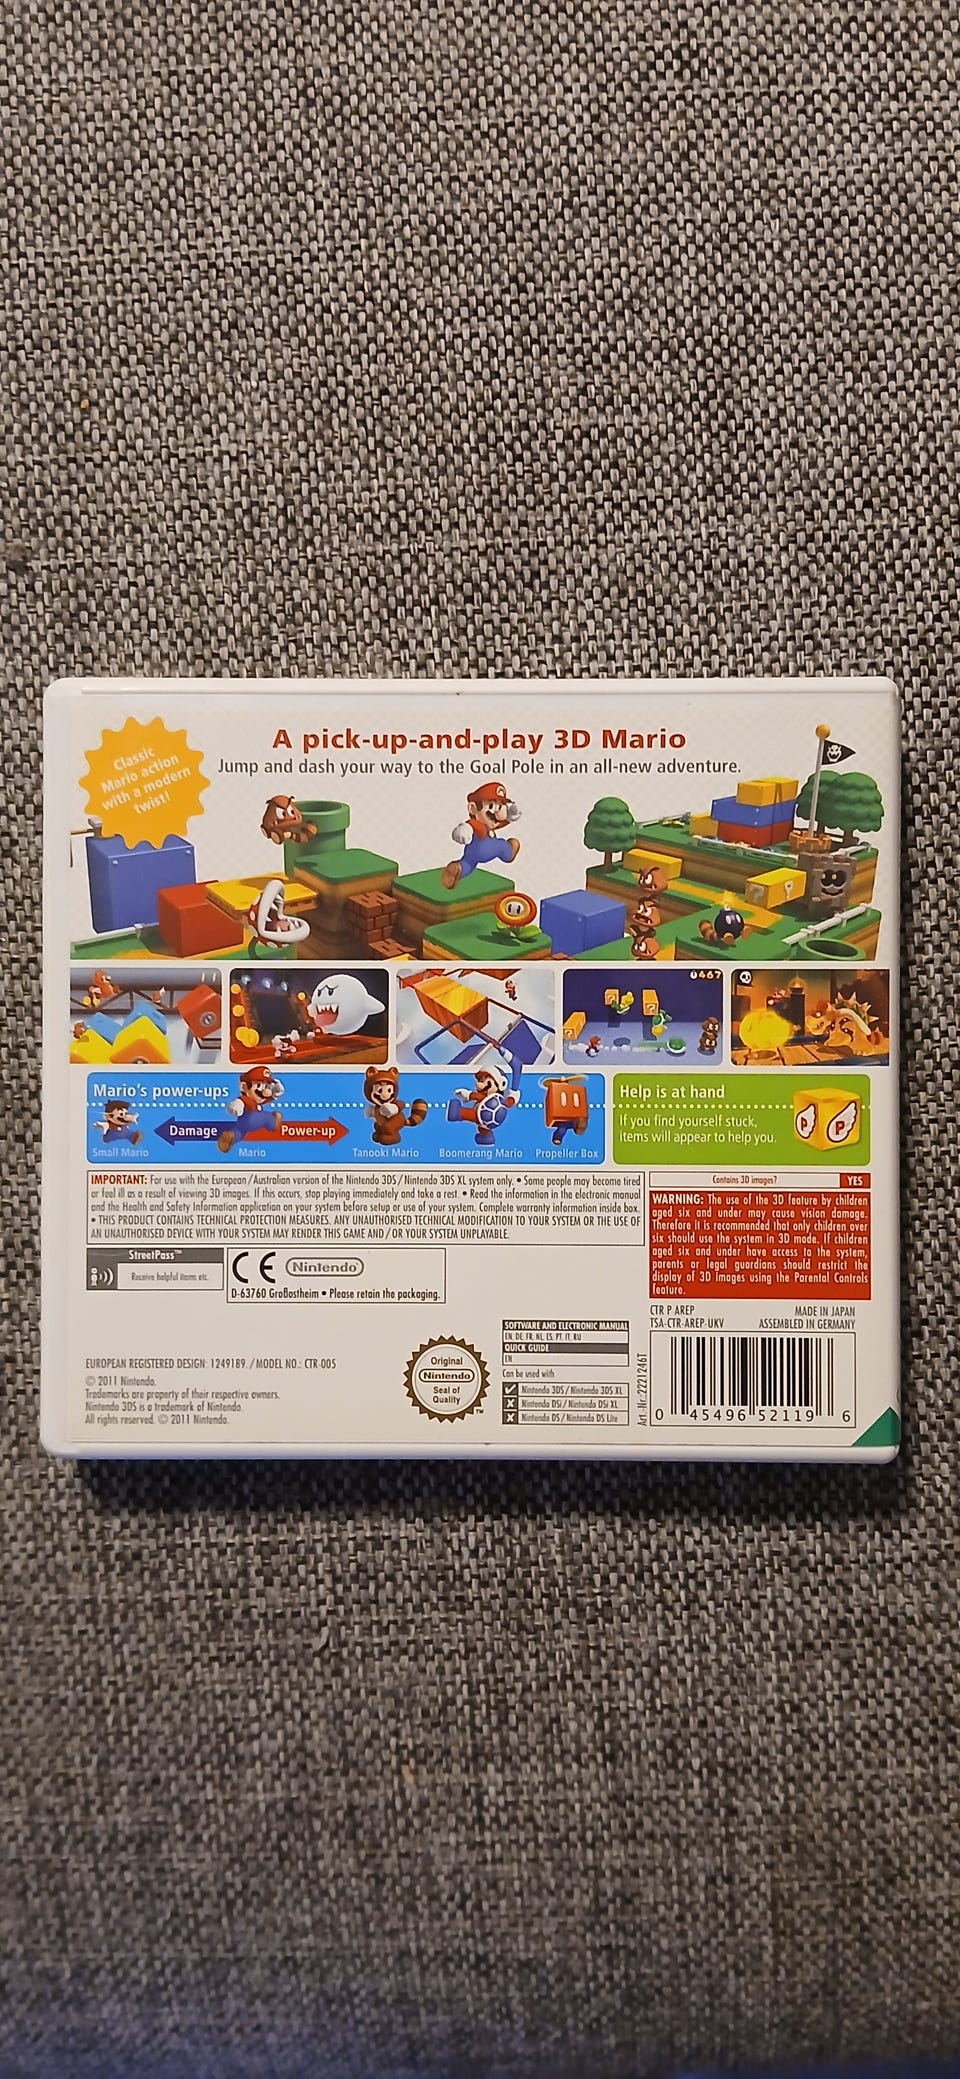 Classic
Mario action
with a modern
twist!
A pick-up-and-play 3D Mario
Jump and dash your way to the Goal Pole in an all-new adventure.
467
Mario's power-ups
Damage
Power-up
Small Mario
Mario
Tanooki Mario
Boomerang Mario
Propeller Box
Help is at hand
If you find yourself stuck,
items will appear to help you.
P P
IMPORTANT: For use with the European/Australian version of the Nintendo 3DS/Nintendo 3DS XL system only. • Some people may become tired
or feel ill as a result of viewing 3D images. If this occurs, stop playing immediately and take a rest. • Read the information in the electronic manual
and the Health and Safety Information application on your system before setup or use of your system. Complete warranty information inside box.
• THIS PRODUCT CONTAINS TECHNICAL PROTECTION MEASURES. ANY UNAUTHORISED TECHNICAL MODIFICATION TO YOUR SYSTEM OR THE USE OF
AN UNAUTHORISED DEVICE WITH YOUR SYSTEM MAY RENDER THIS GAME AND/OR YOUR SYSTEM UNPLAYABLE.
Contains 3D images? YES
WARNING: The use of the 3D feature by children
aged six and under may cause vision damage.
Therefore it is recommended that only children over
six should use the system in 3D mode. If children
aged six and under have access to the system,
parents or legal guardians should restrict the
display of 3D images using the Parental Controls
feature.
StreetPass™
Receive helpful items etc.
CE Nintendo
D-63760 Großostheim • Please retain the packaging.
CTR P AREP
MADE IN JAPAN
TSA-CTR-AREP-UKV
ASSEMBLED IN GERMANY
SOFTWARE AND ELECTRONIC MANUAL
EN, DE, FR, NL, ES, PT, IT, RU
QUICK GUIDE
EN
Can be used with
Nintendo 3DS/Nintendo 3DS XL
Nintendo DSi/Nintendo DSi XL
Nintendo DS/Nintendo DS Lite
Art.-Nr.:2221246T
0 45496 52119 6
Original
Nintendo
Seal of
Quality
™
EUROPEAN REGISTERED DESIGN: 1249189. / MODEL NO.: CTR-005
© 2011 Nintendo.
Trademarks are property of their respective owners.
Nintendo 3DS is a trademark of Nintendo.
All rights reserved. © 2011 Nintendo.